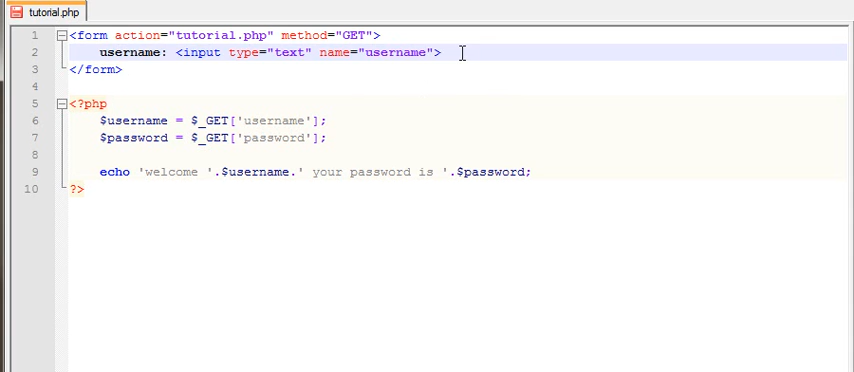 tutorial.php
1 <form action="tutorial.php" method="GET">
2 username: <input type="text" name="username">
3 </form>
4
5 <?php
6 $username = $_GET['username'];
7 $password = $_GET['password'];
8
9 echo 'welcome '.$username.' your password is '.$password;
10 ?>